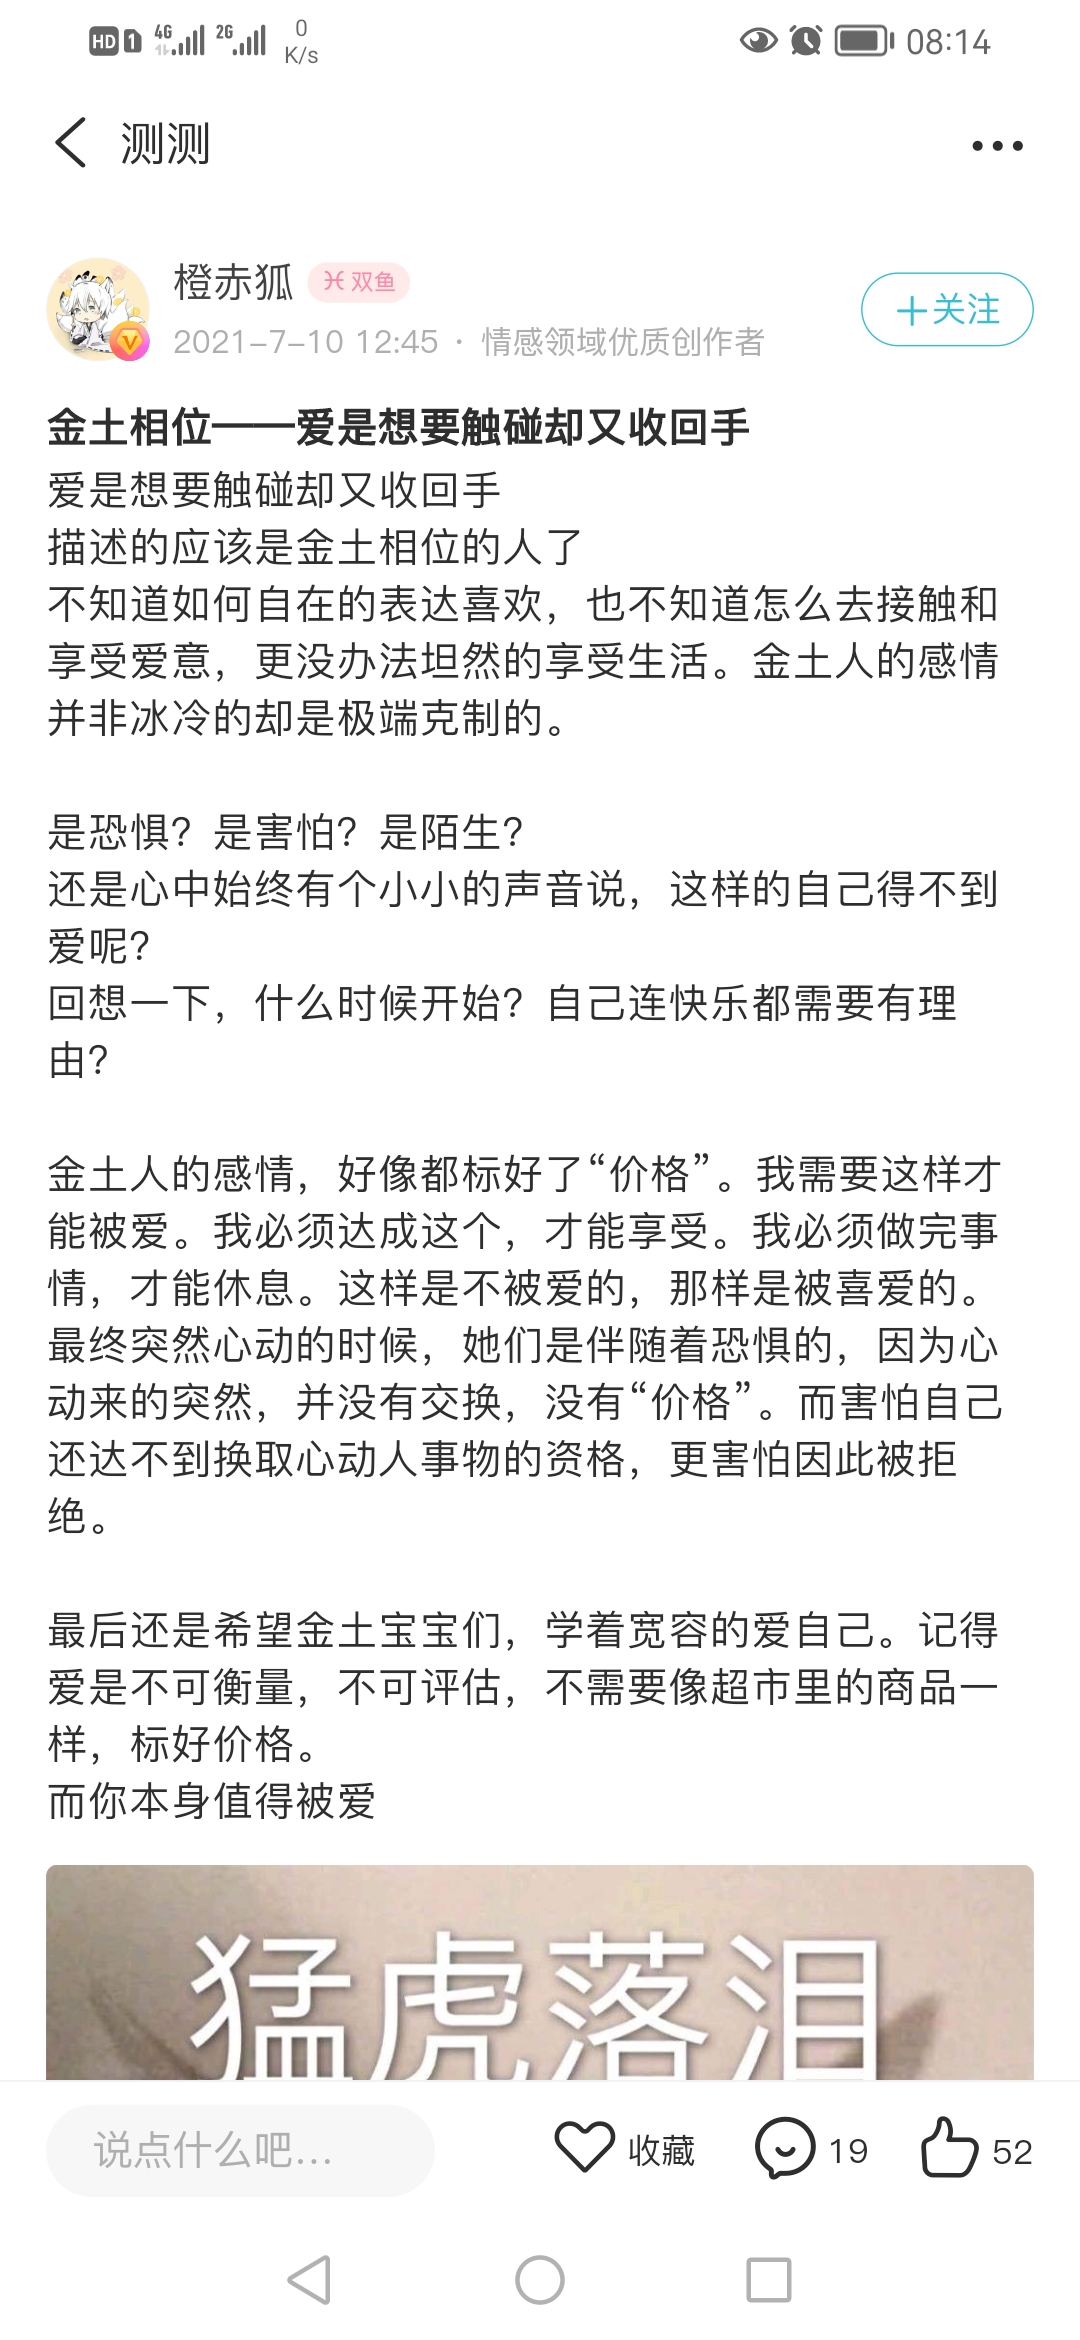 HD 1 4G 2G 0 K/s 08:14
测测
橙赤狐 双鱼
2021-7-10 12:45 · 情感领域优质创作者
＋关注
金土相位——爱是想要触碰却又收回手
爱是想要触碰却又收回手
描述的应该是金土相位的人了
不知道如何自在的表达喜欢，也不知道怎么去接触和
享受爱意，更没办法坦然的享受生活。金土人的感情
并非冰冷的却是极端克制的。
是恐惧？是害怕？是陌生？
还是心中始终有个小小的声音说，这样的自己得不到
爱呢？
回想一下，什么时候开始？自己连快乐都需要有理
由？
金土人的感情，好像都标好了“价格”。我需要这样才
能被爱。我必须达成这个，才能享受。我必须做完事
情，才能休息。这样是不被爱的，那样是被喜爱的。
最终突然心动的时候，她们是伴随着恐惧的，因为心
动来的突然，并没有交换，没有“价格”。而害怕自己
还达不到换取心动人事物的资格，更害怕因此被拒
绝。
最后还是希望金土宝宝们，学着宽容的爱自己。记得
爱是不可衡量，不可评估，不需要像超市里的商品一
样，标好价格。
而你本身值得被爱
猛虎落泪
说点什么吧... 收藏 19 52